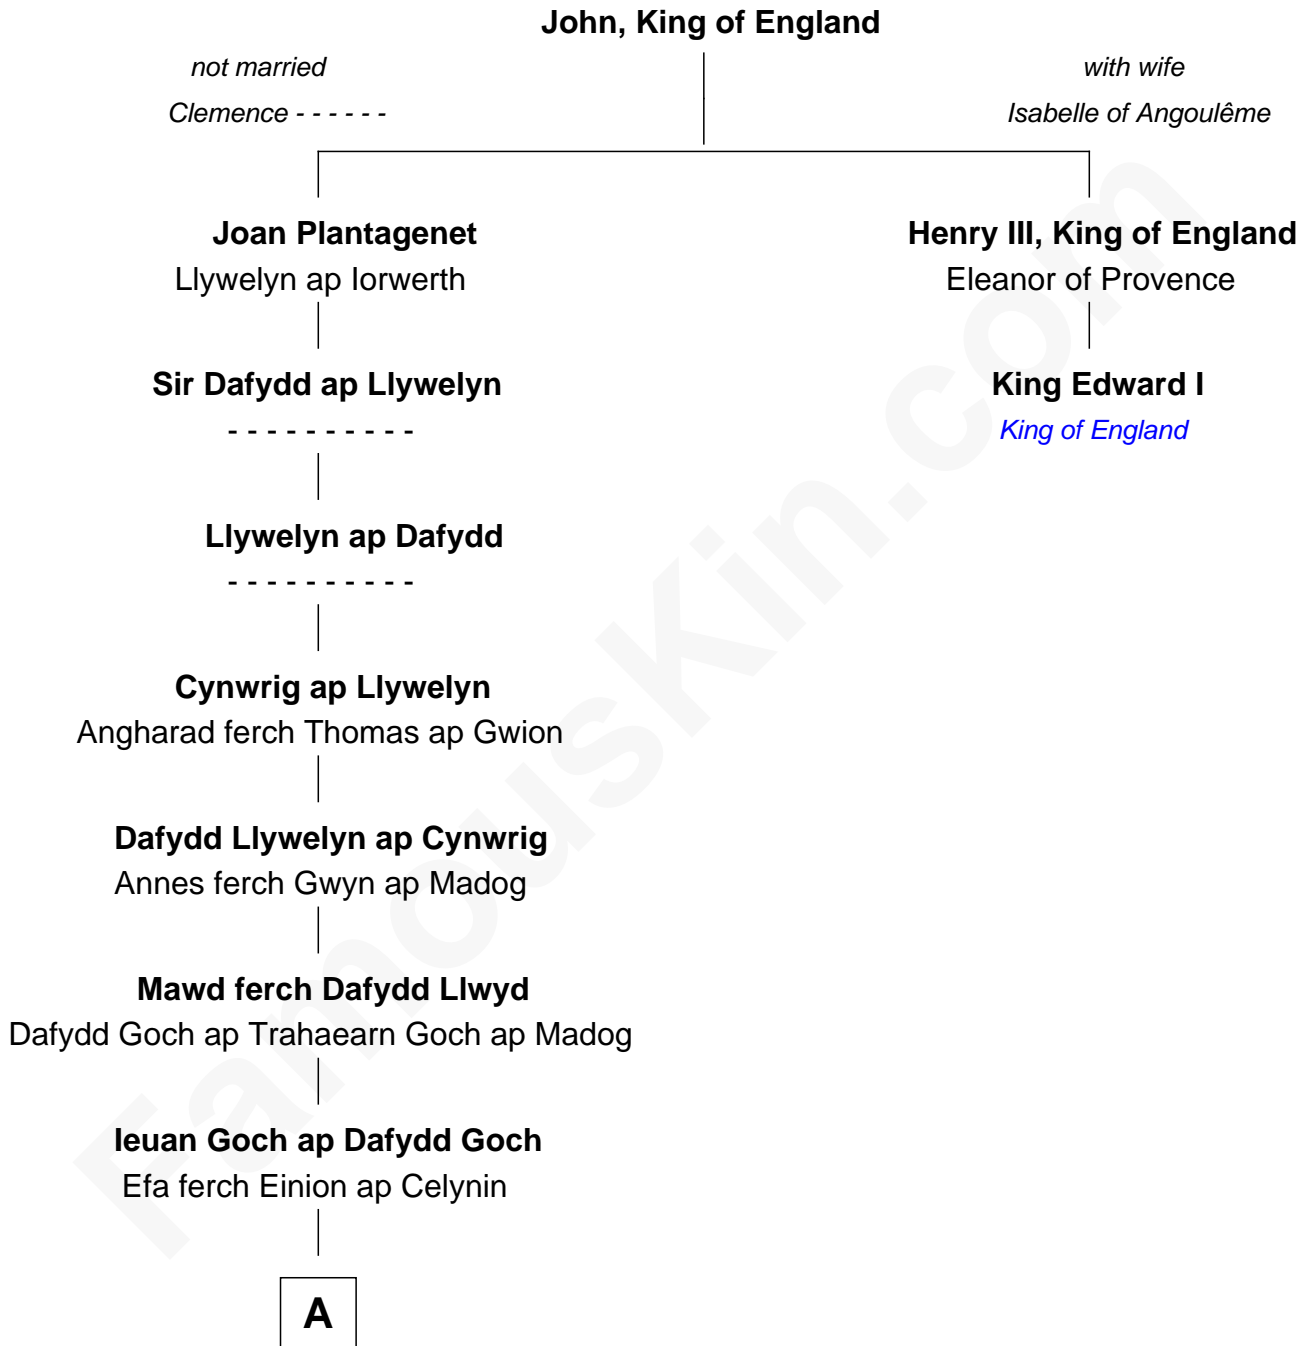 John, King of England
not married
with wife
Clemence - - - - - -
Isabelle of Angoulême
Joan Plantagenet
Henry III, King of England
Llywelyn ap Iorwerth
Eleanor of Provence
Sir Dafydd ap Llywelyn
King Edward I
- - - - - - - - - -
King of England
Llywelyn ap Dafydd
- - - - - - - - - -
Cynwrig ap Llywelyn
Angharad ferch Thomas ap Gwion
Dafydd Llywelyn ap Cynwrig
Annes ferch Gwyn ap Madog
Mawd ferch Dafydd Llwyd
Dafydd Goch ap Trahaearn Goch ap Madog
Ieuan Goch ap Dafydd Goch
Efa ferch Einion ap Celynin
A
FamousKin.com